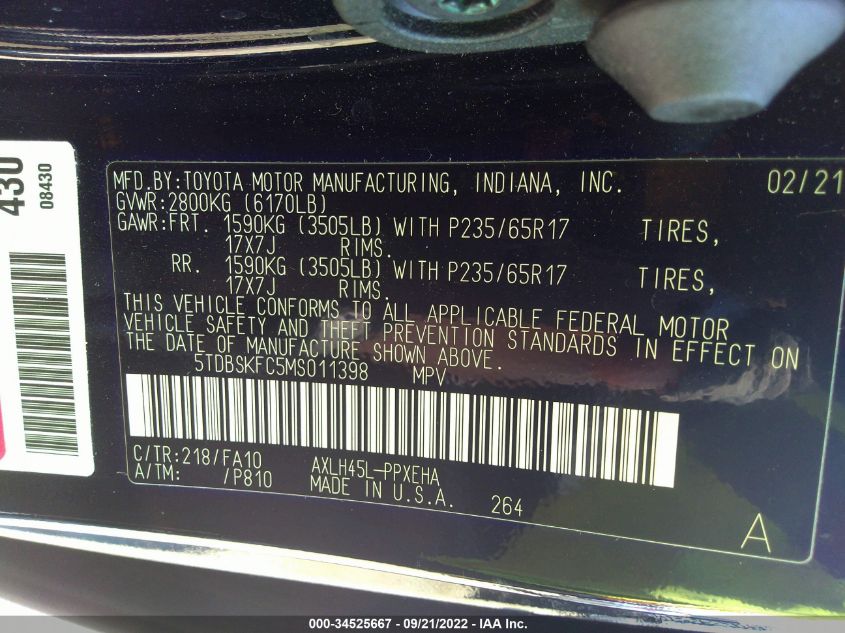 430
08430
MFD.BY:TOYOTA MOTOR MANUFACTURING, INDIANA, INC. 02/21
GVWR:2800KG (6170LB)
GAWR:FRT. 1590KG (3505LB) WITH P235/65R17 TIRES,
17X7J RIMS.
RR. 1590KG (3505LB) WITH P235/65R17 TIRES,
17X7J RIMS.
THIS VEHICLE CONFORMS TO ALL APPLICABLE FEDERAL MOTOR
VEHICLE SAFETY AND THEFT PREVENTION STANDARDS IN EFFECT ON
THE DATE OF MANUFACTURE SHOWN ABOVE.
5TDBSKFC5MS011398 MPV
C/TR:218/FA10 AXLH45L-PPXEHA
A/TM: /P810 MADE IN U.S.A. 264
A
000-34525667 - 09/21/2022 - IAA Inc.